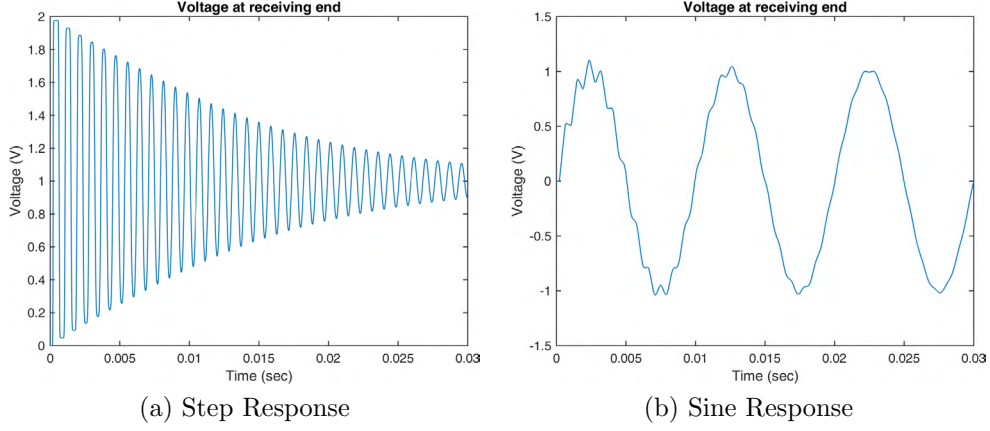 Voltage at receiving end
2
1.8
1.6
1.4
1.2
1
0.8
0.6
0.4
0.2
0
Voltage (V)
0 0.005 0.01 0.015 0.02 0.025 0.03
Time (sec)
(a) Step Response
Voltage at receiving end
1.5
1
0.5
0
-0.5
-1
-1.5
Voltage (V)
0 0.005 0.01 0.015 0.02 0.025 0.03
Time (sec)
(b) Sine Response